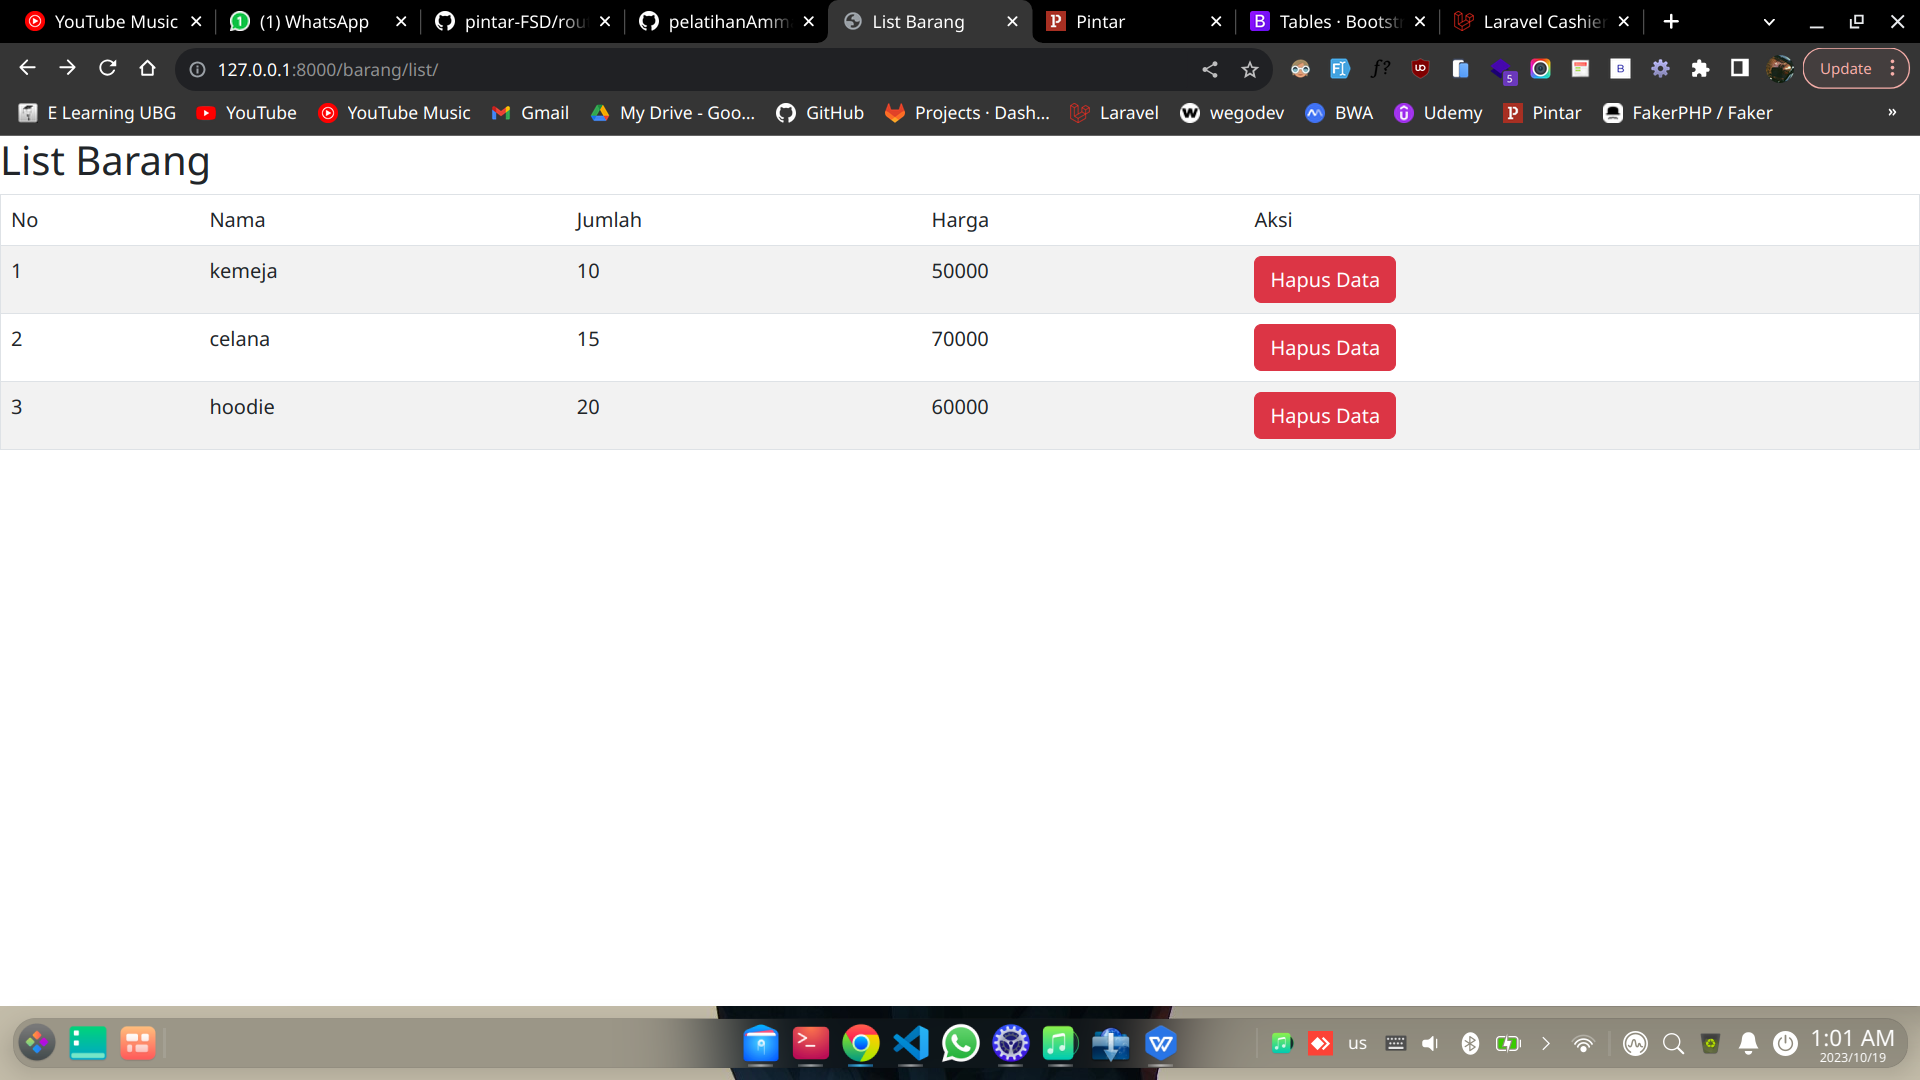 YouTube Music
(1) WhatsApp
pintar-FSD/rou
pelatihanAmm
List Barang
Pintar
Tables · Bootst
Laravel Cashier
127.0.0.1:8000/barang/list/
5
Update
E Learning UBG
YouTube
YouTube Music
Gmail
My Drive - Goo...
GitHub
Projects · Dash...
Laravel
wegodev
BWA
Udemy
Pintar
FakerPHP / Faker
»
List Barang
No Nama Jumlah Harga Aksi
1 kemeja 10 50000 Hapus Data
2 celana 15 70000 Hapus Data
3 hoodie 20 60000 Hapus Data
us
1:01 AM
2023/10/19